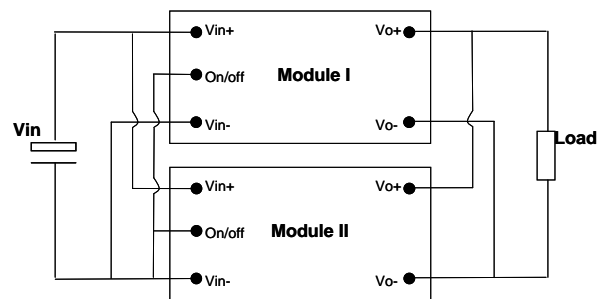 Vin+
Vo+
On/off
Module I
Vin
Vin-
Vo-
Load
Vin+
Vo+
On/off
Module II
Vin-
Vo-